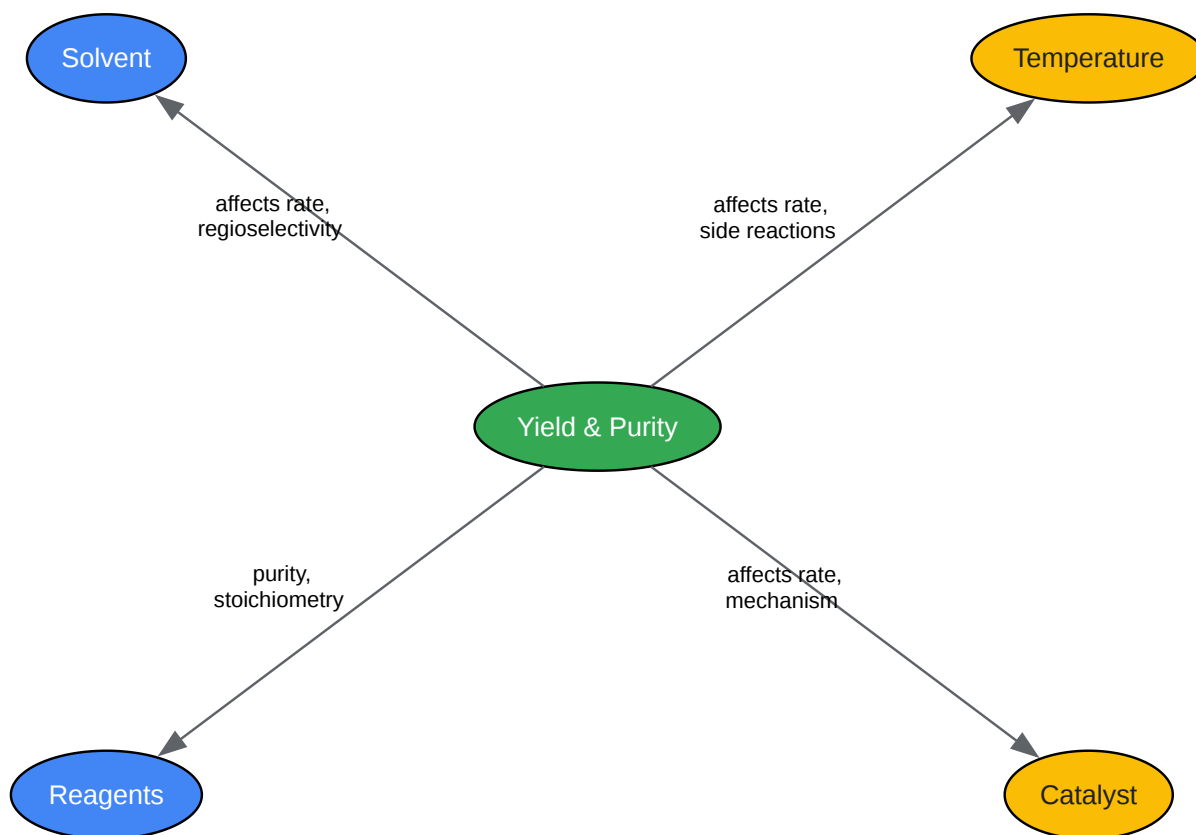 Solvent
Temperature
affects rate,
regioselectivity
affects rate,
side reactions
Yield & Purity
purity,
stoichiometry
affects rate,
mechanism
Reagents
Catalyst